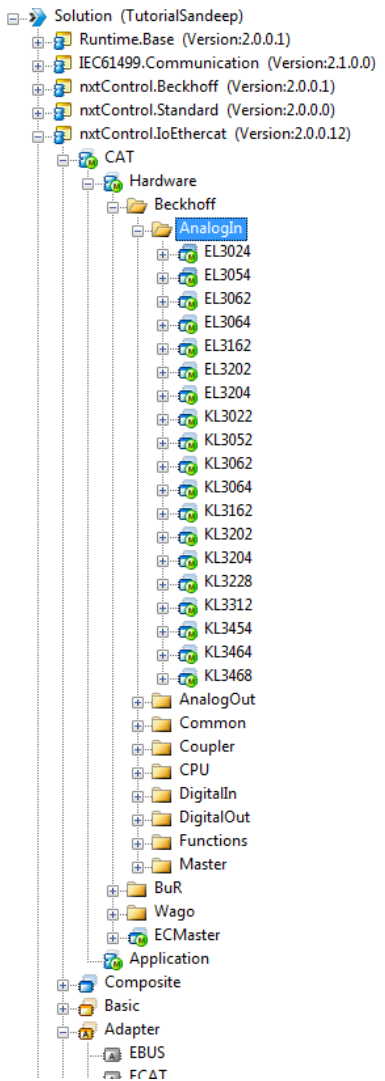 Solution (TutorialSandeep)
Runtime.Base (Version:2.0.0.1)
IEC61499.Communication (Version:2.1.0.0)
nxtControl.Beckhoff (Version:2.0.0.1)
nxtControl.Standard (Version:2.0.0.0)
nxtControl.IoEthercat (Version:2.0.0.12)
CAT
Hardware
Beckhoff
AnalogIn
EL3024
EL3054
EL3062
EL3064
EL3162
EL3202
EL3204
KL3022
KL3052
KL3062
KL3064
KL3162
KL3202
KL3204
KL3228
KL3312
KL3454
KL3464
KL3468
AnalogOut
Common
Coupler
CPU
DigitalIn
DigitalOut
Functions
Master
BuR
Wago
ECMaster
Application
Composite
Basic
Adapter
EBUS
ECAT